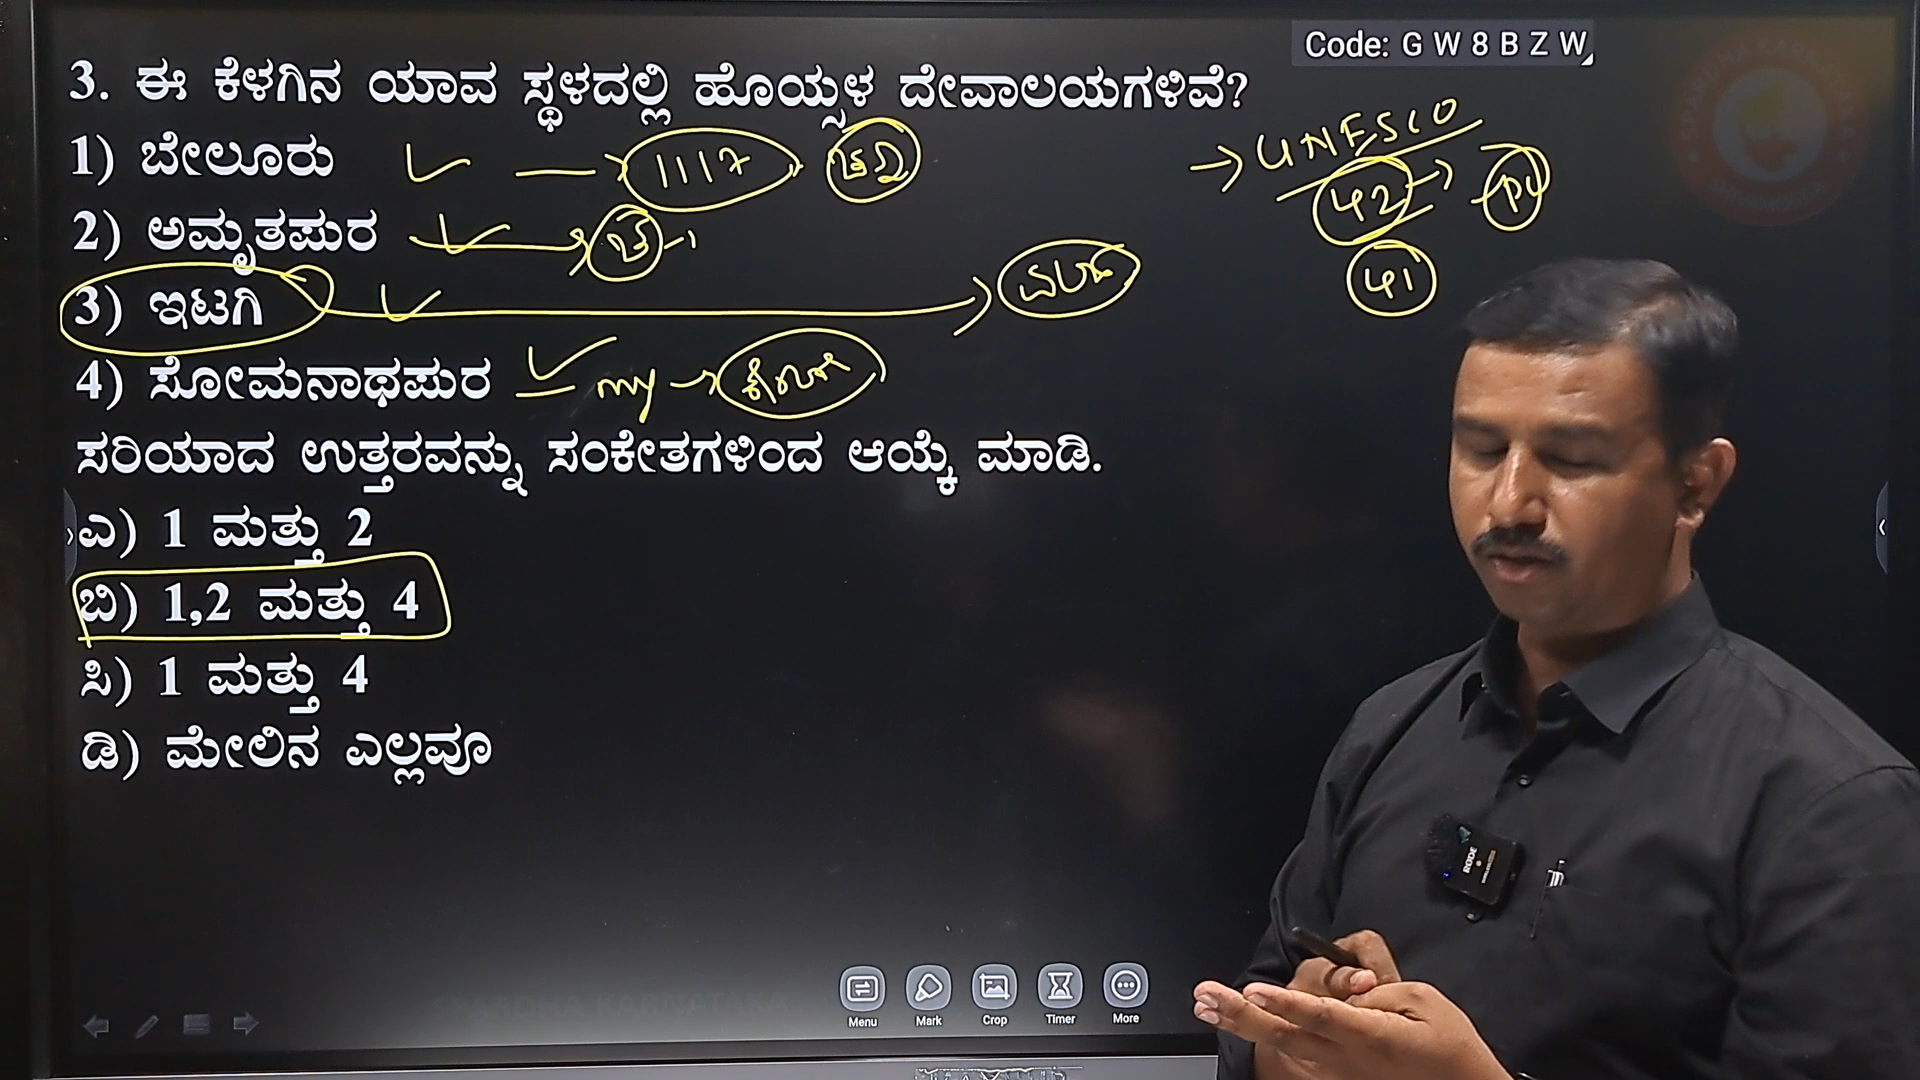 Code: G W 8 B Z W
3. ಈ ಕೆಳಗಿನ ಯಾವ ಸ್ಥಳದಲ್ಲಿ ಹೊಯ್ಸಳ ದೇವಾಲಯಗಳಿವೆ?
→ UNESCO
1) ಬೇಲೂರು 1117
42
2) ಅಮೃತಪುರ
41
3) ಇಟಗಿ
4) ಸೋಮನಾಥಪುರ my →
ಸರಿಯಾದ ಉತ್ತರವನ್ನು ಸಂಕೇತಗಳಿಂದ ಆಯ್ಕೆ ಮಾಡಿ.
ಎ) 1 ಮತ್ತು 2
ಬಿ) 1,2 ಮತ್ತು 4
ಸಿ) 1 ಮತ್ತು 4
ಡಿ) ಮೇಲಿನ ಎಲ್ಲವೂ
RODE
Menu Mark Crop Timer More